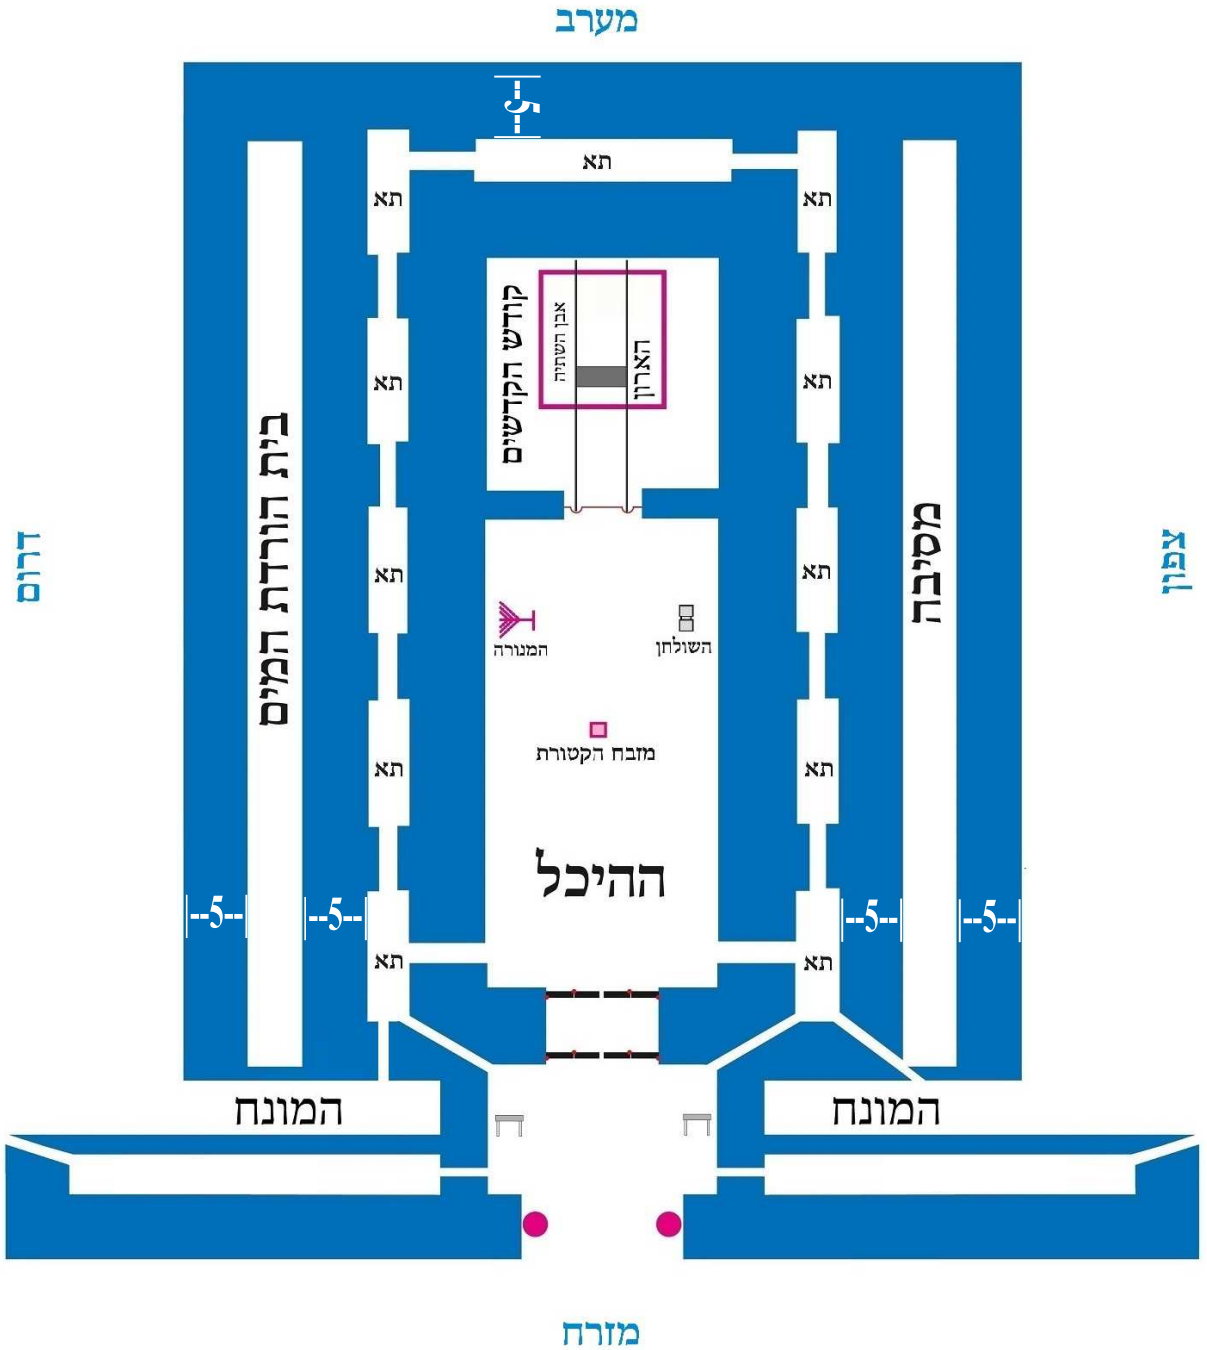 מערב
--5--
תא
תא
תא
קודש הקדשים
אבן השתיה
הארון
תא
תא
בית הורדת המים
מסיבה
דרום
צפון
תא
תא
המנורה
השולחן
מזבח הקטורת
תא
תא
ההיכל
|--5--|
|--5--|
|--5--|
|--5--|
תא
תא
המונח
המונח
מזרח